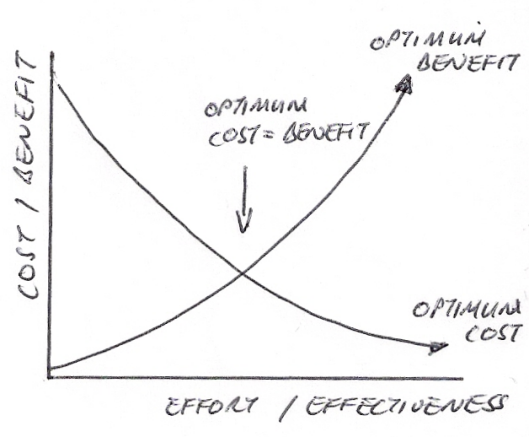 OPTIMUM
BENEFIT
OPTIMUM
COST = BENEFIT
COST / BENEFIT
OPTIMUM
COST
EFFORT / EFFECTIVENESS